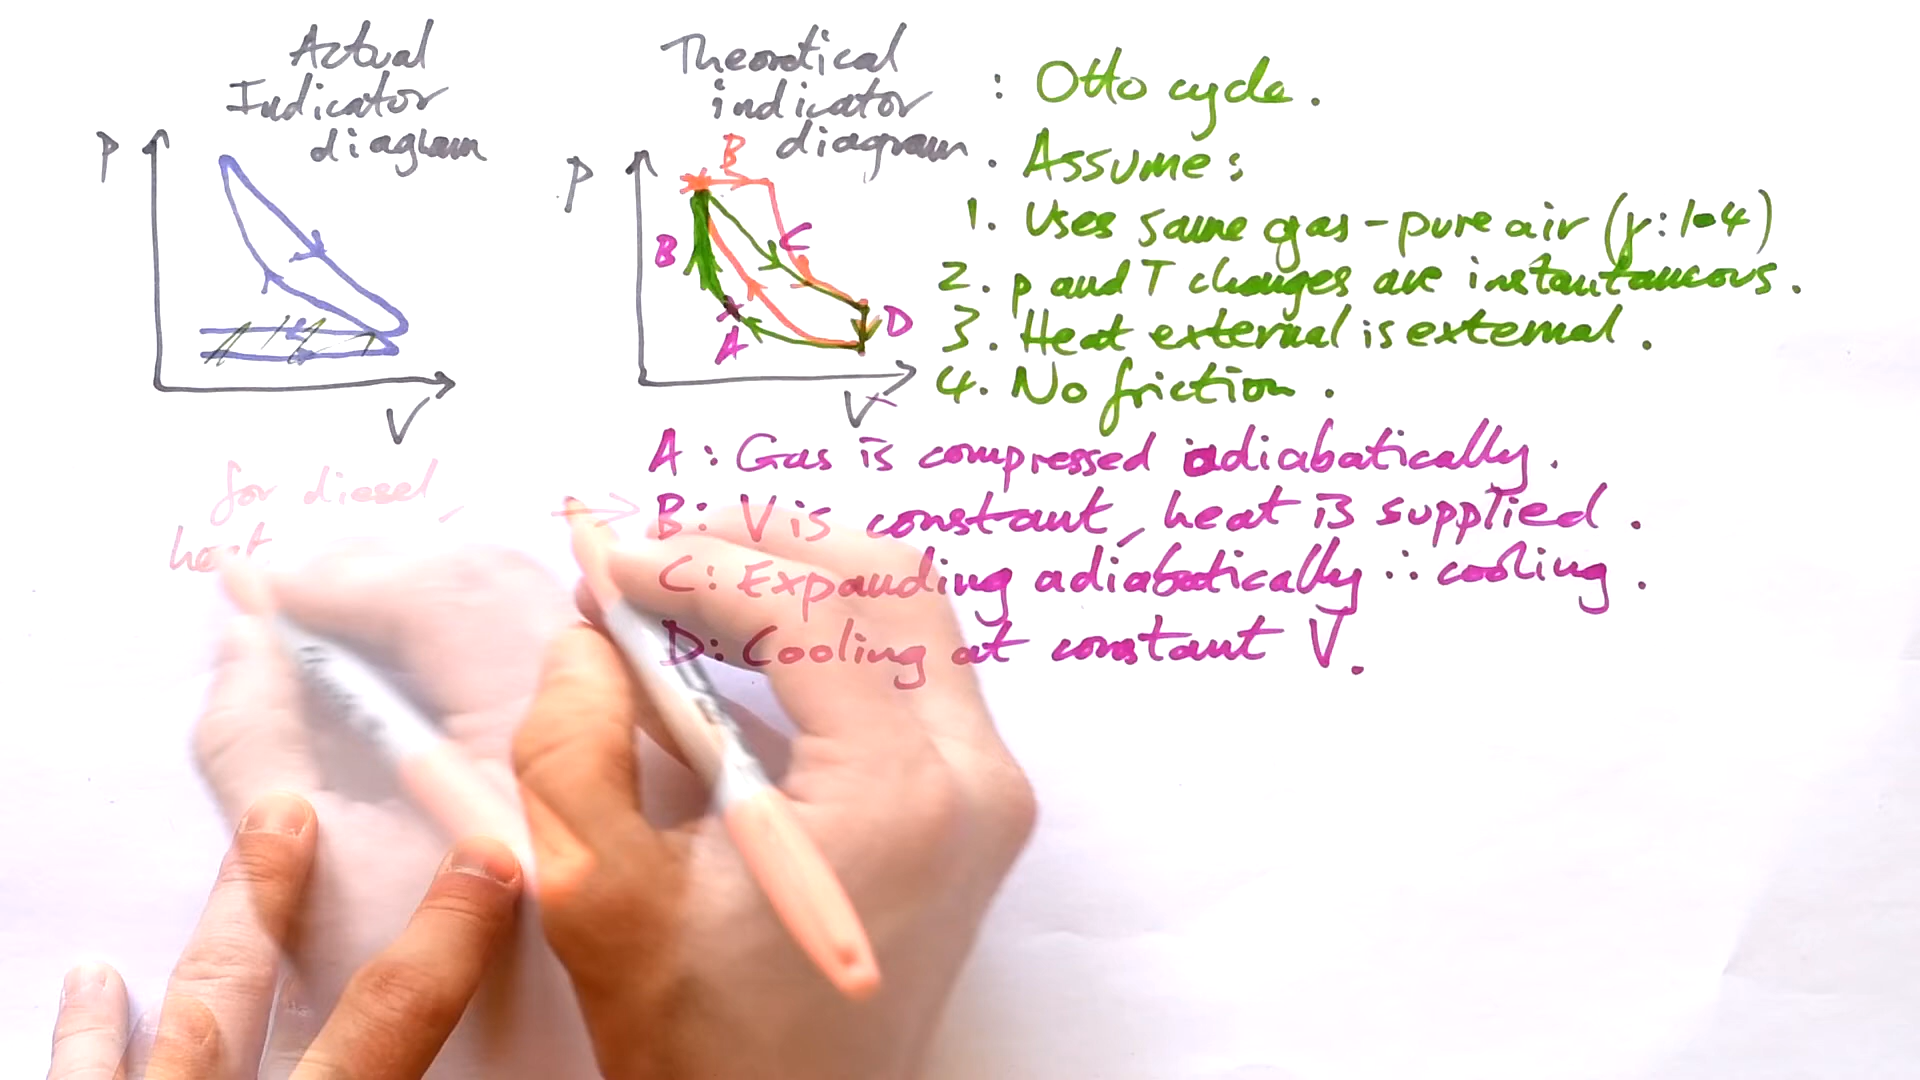 Actual
Indicator
diagram
P
V
for diesel,
heat
Theoretical
indicator
diagram
P
B
B
C
A
D
V
: Otto cycle.
. Assume:
1. Uses same gas - pure air (γ: 1.4)
2. p and T changes are instantaneous.
3. Heat external is external.
4. No friction.
A: Gas is compressed adiabatically.
→ B: V is constant, heat is supplied.
C: Expanding adiabatically ∴ cooling.
D: Cooling at constant V.